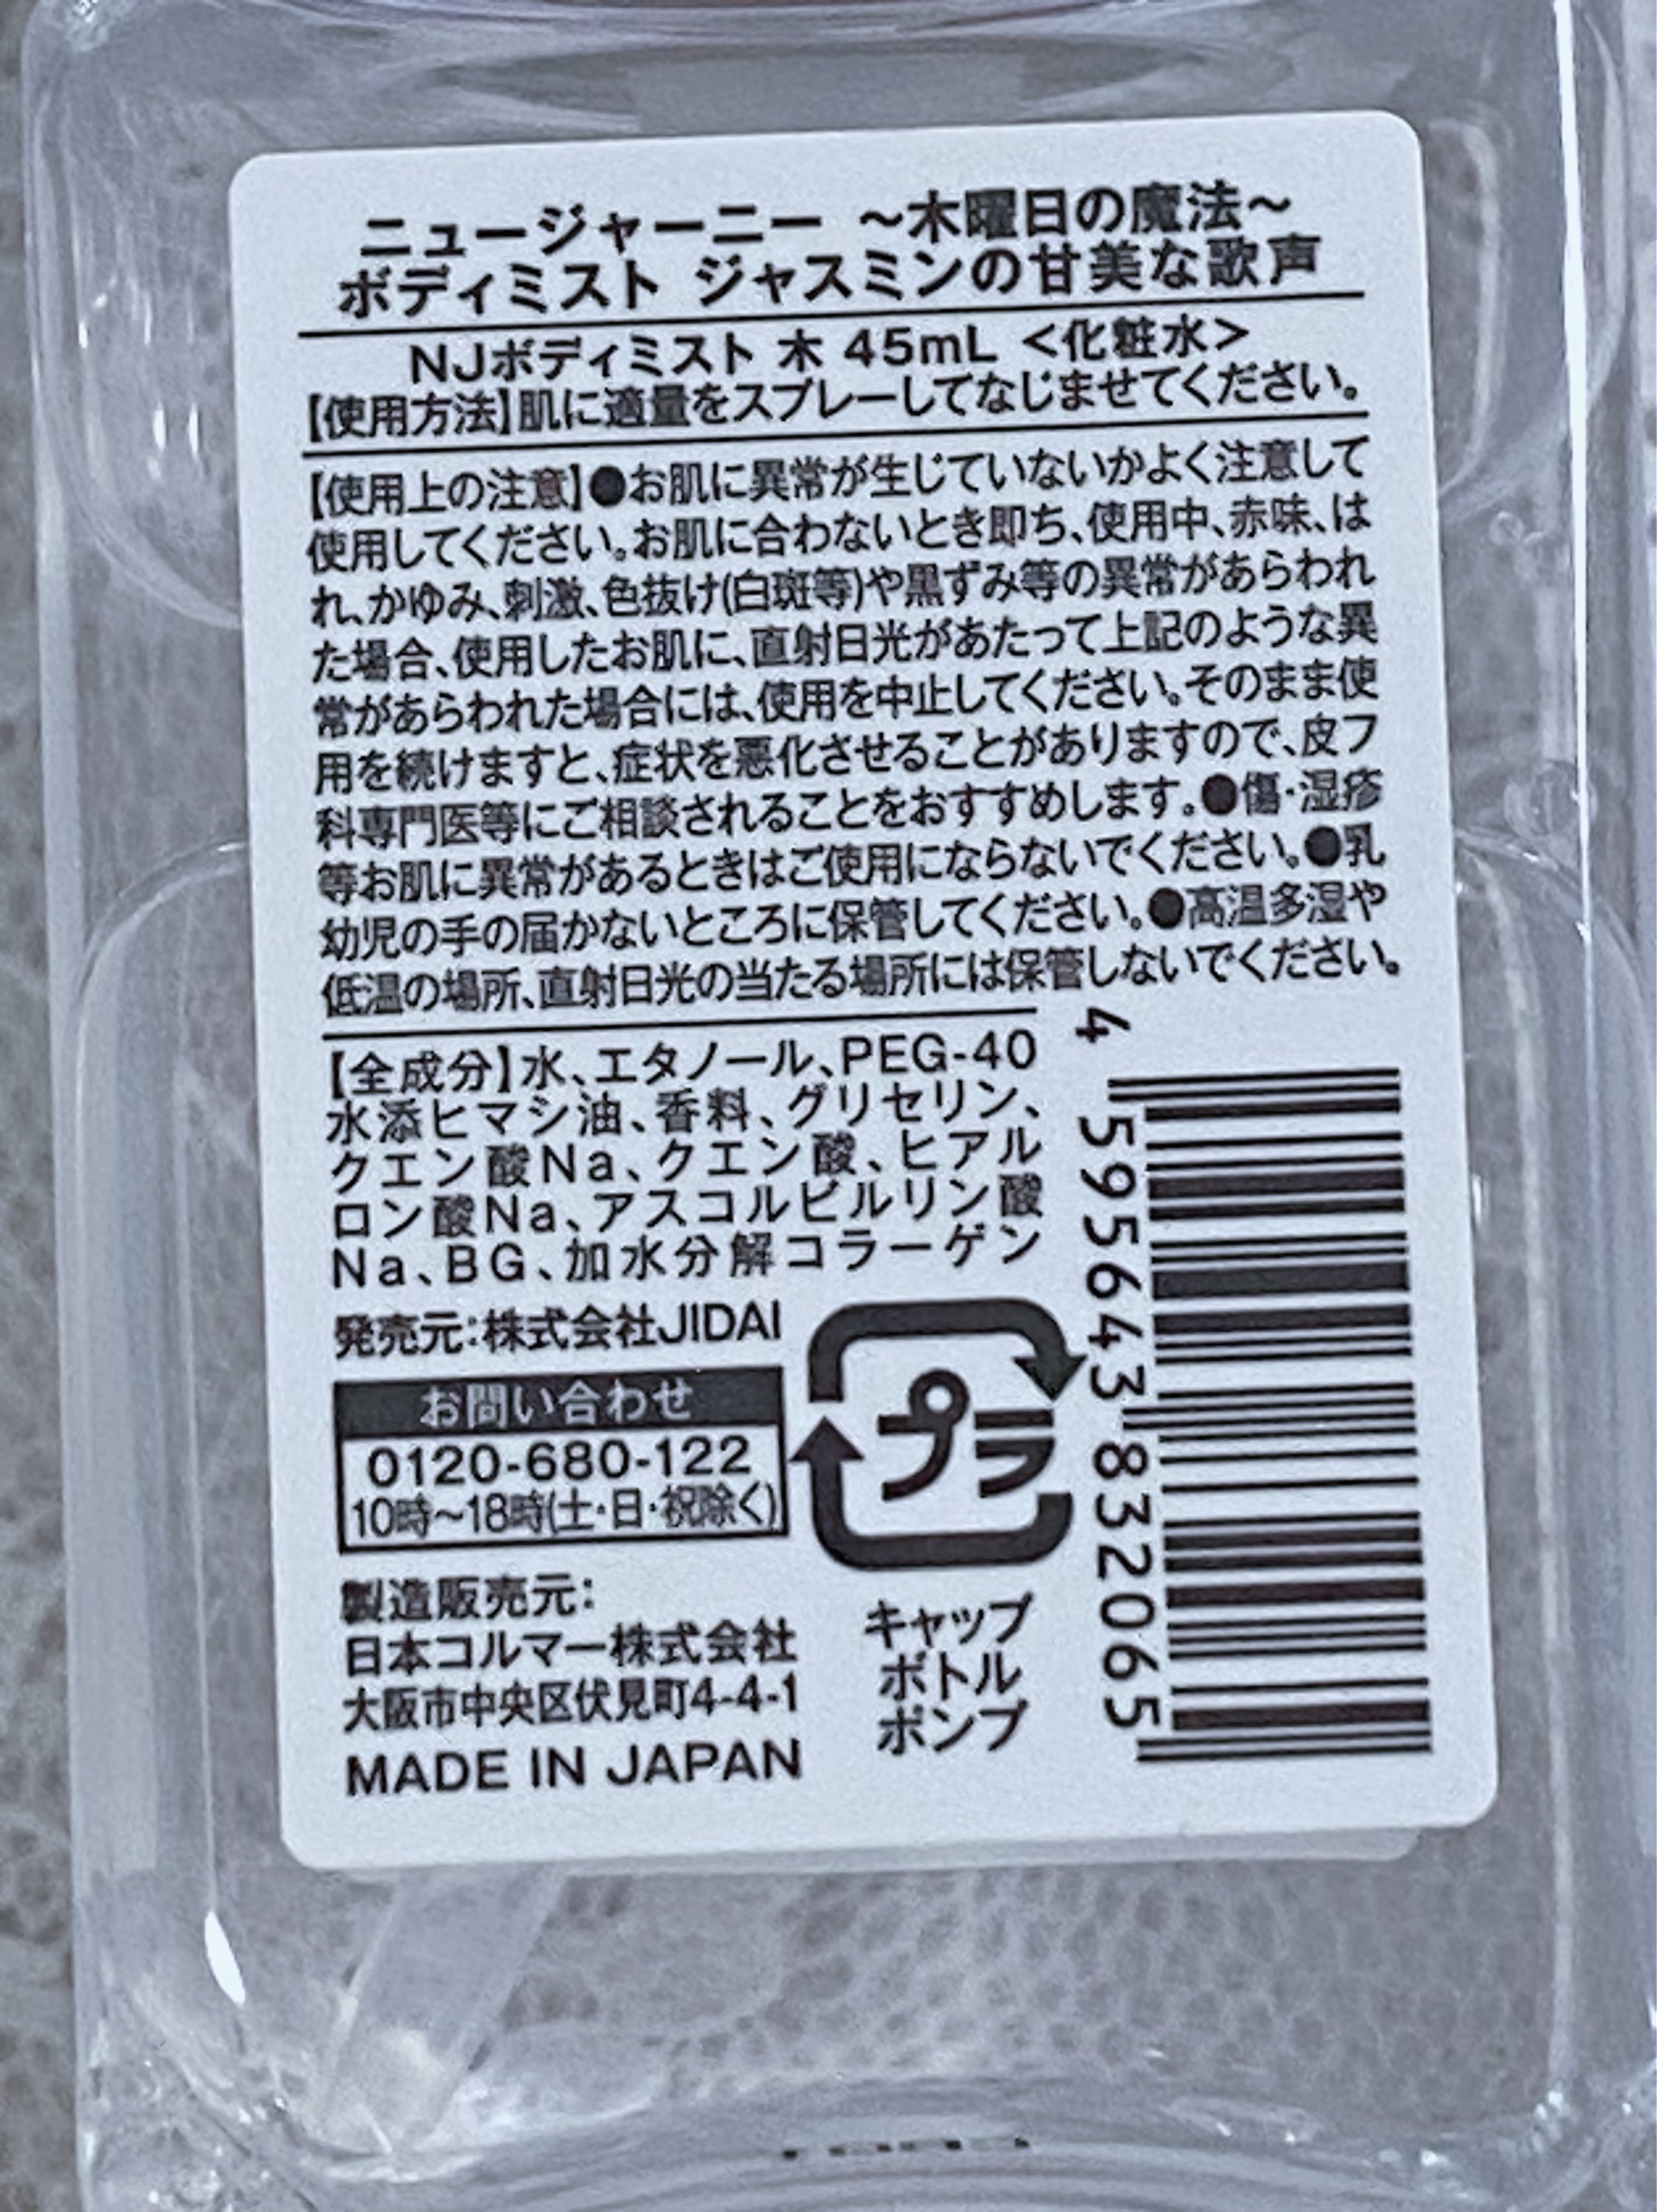 ニュージャーニー ～木曜日の魔法～
ボディミスト ジャスミンの甘美な歌声
NJボディミスト 木 45mL <化粧水>
【使用方法】肌に適量をスプレーしてなじませてください。
【使用上の注意】●お肌に異常が生じていないかよく注意して
使用してください。お肌に合わないとき即ち、使用中、赤味、は
れ、かゆみ、刺激、色抜け(白斑等)や黒ずみ等の異常があらわれ
た場合、使用したお肌に、直射日光があたって上記のような異
常があらわれた場合には、使用を中止してください。そのまま使
用を続けますと、症状を悪化させることがありますので、皮フ
科専門医等にご相談されることをおすすめします。●傷・湿疹
等お肌に異常があるときはご使用にならないでください。●乳
幼児の手の届かないところに保管してください。●高温多湿や
低温の場所、直射日光の当たる場所には保管しないでください。
【全成分】水、エタノール、PEG-40
水添ヒマシ油、香料、グリセリン、
クエン酸Na、クエン酸、ヒアル
ロン酸Na、アスコルビルリン酸
Na、BG、加水分解コラーゲン
発売元:株式会社JIDAI
お問い合わせ
0120-680-122
10時～18時(土・日・祝除く)
製造販売元:
日本コルマー株式会社
大阪市中央区伏見町4-4-1
MADE IN JAPAN
プラ
キャップ
ボトル
ポンプ
4 595643 832065